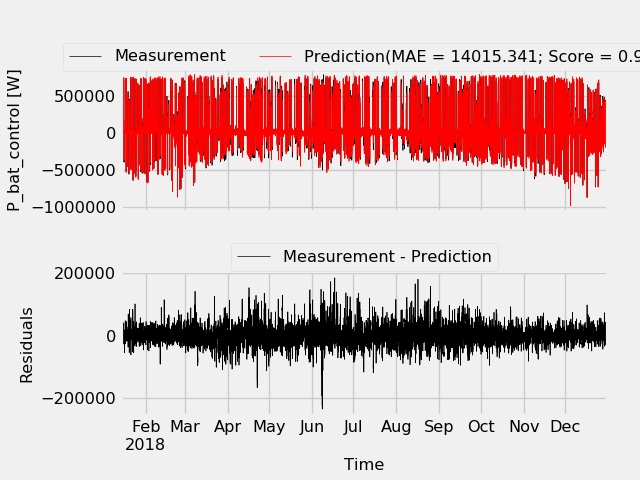 Measurement Prediction(MAE = 14015.341; Score = 0.9
P_bat_control [W]
500000
0
−500000
−1000000
Measurement - Prediction
Residuals
200000
0
−200000
Feb Mar Apr May Jun Jul Aug Sep Oct Nov Dec
2018
Time